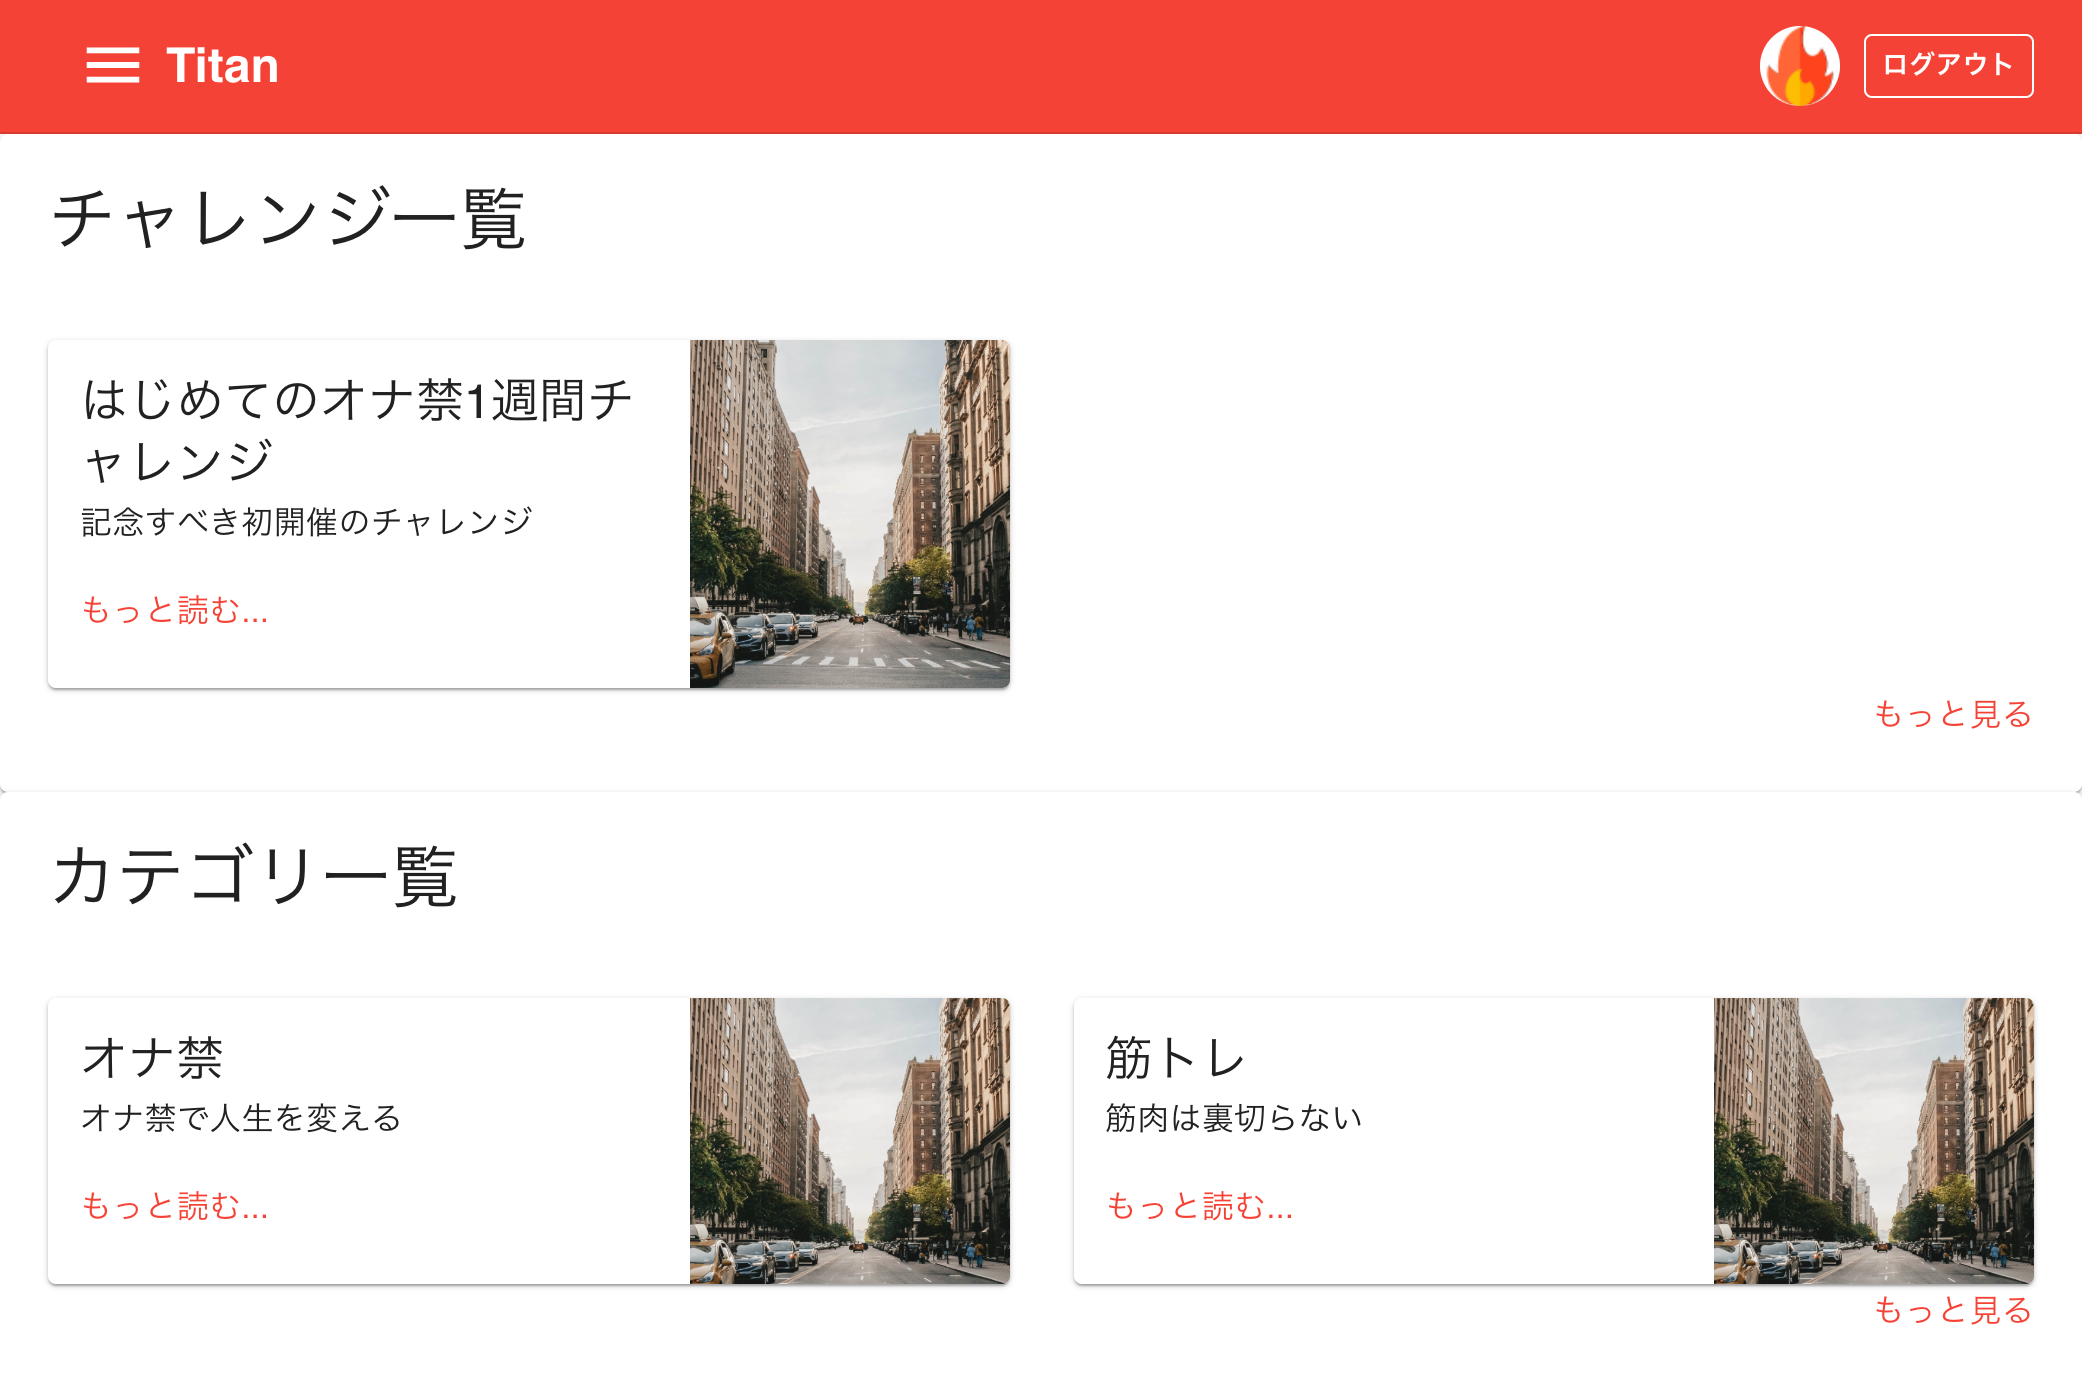 Titan
ログアウト
チャレンジ一覧
はじめてのオナ禁1週間チ
ャレンジ
記念すべき初開催のチャレンジ
もっと読む...
もっと見る
カテゴリ一覧
オナ禁
オナ禁で人生を変える
もっと読む...
筋トレ
筋肉は裏切らない
もっと読む...
もっと見る